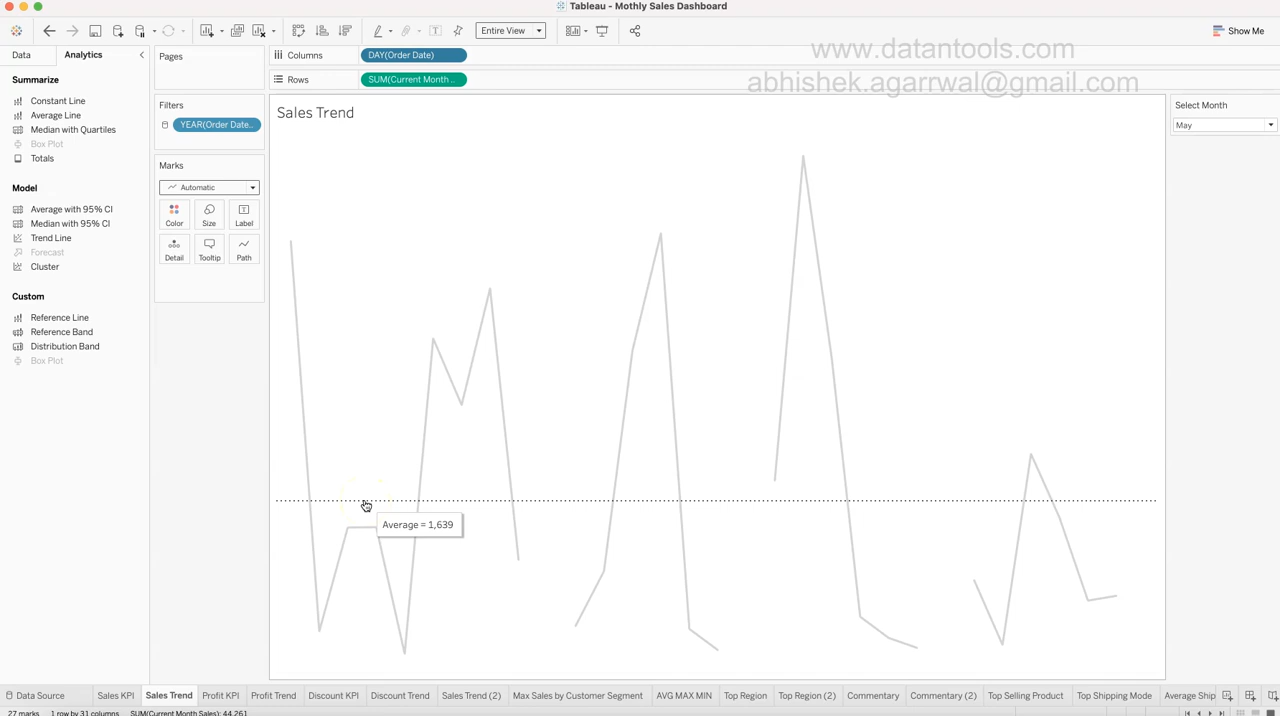 Tableau - Mothly Sales Dashboard
Entire View
Show Me
Data
Analytics
Pages
Columns
DAY(Order Date)
www.datantools.com
Rows
SUM(Current Month ..
abhishek.agarrwal@gmail.com
Summarize
Constant Line
Average Line
Median with Quartiles
Box Plot
Totals
Model
Average with 95% CI
Median with 95% CI
Trend Line
Forecast
Cluster
Custom
Reference Line
Reference Band
Distribution Band
Box Plot
Filters
YEAR(Order Date..
Marks
Automatic
Color
Size
Label
Detail
Tooltip
Path
Sales Trend
Average = 1,639
Select Month
May
Data Source
Sales KPI
Sales Trend
Profit KPI
Profit Trend
Discount KPI
Discount Trend
Sales Trend (2)
Max Sales by Customer Segment
AVG MAX MIN
Top Region
Top Region (2)
Commentary
Commentary (2)
Top Selling Product
Top Shipping Mode
Average Ship
27 marks
1 row by 31 columns
SUM(Current Month Sales): 44,261